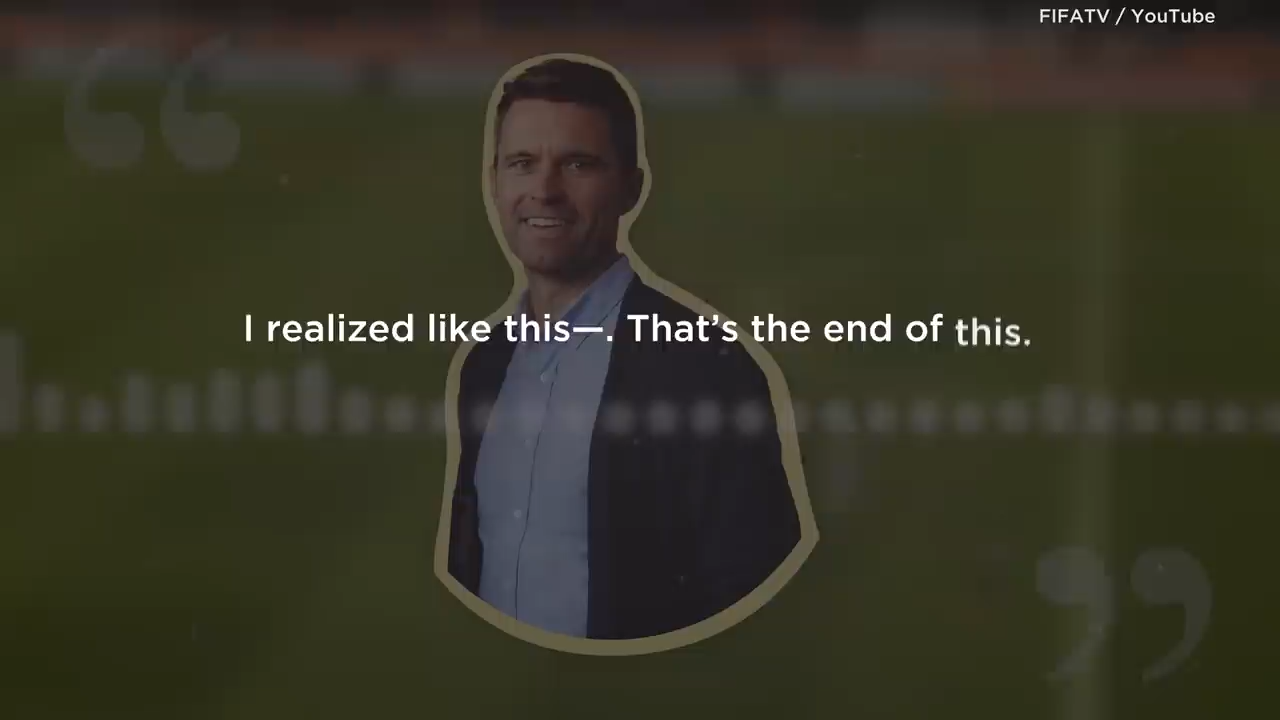 FIFATV / YouTube
I realized like this—. That’s the end of this.